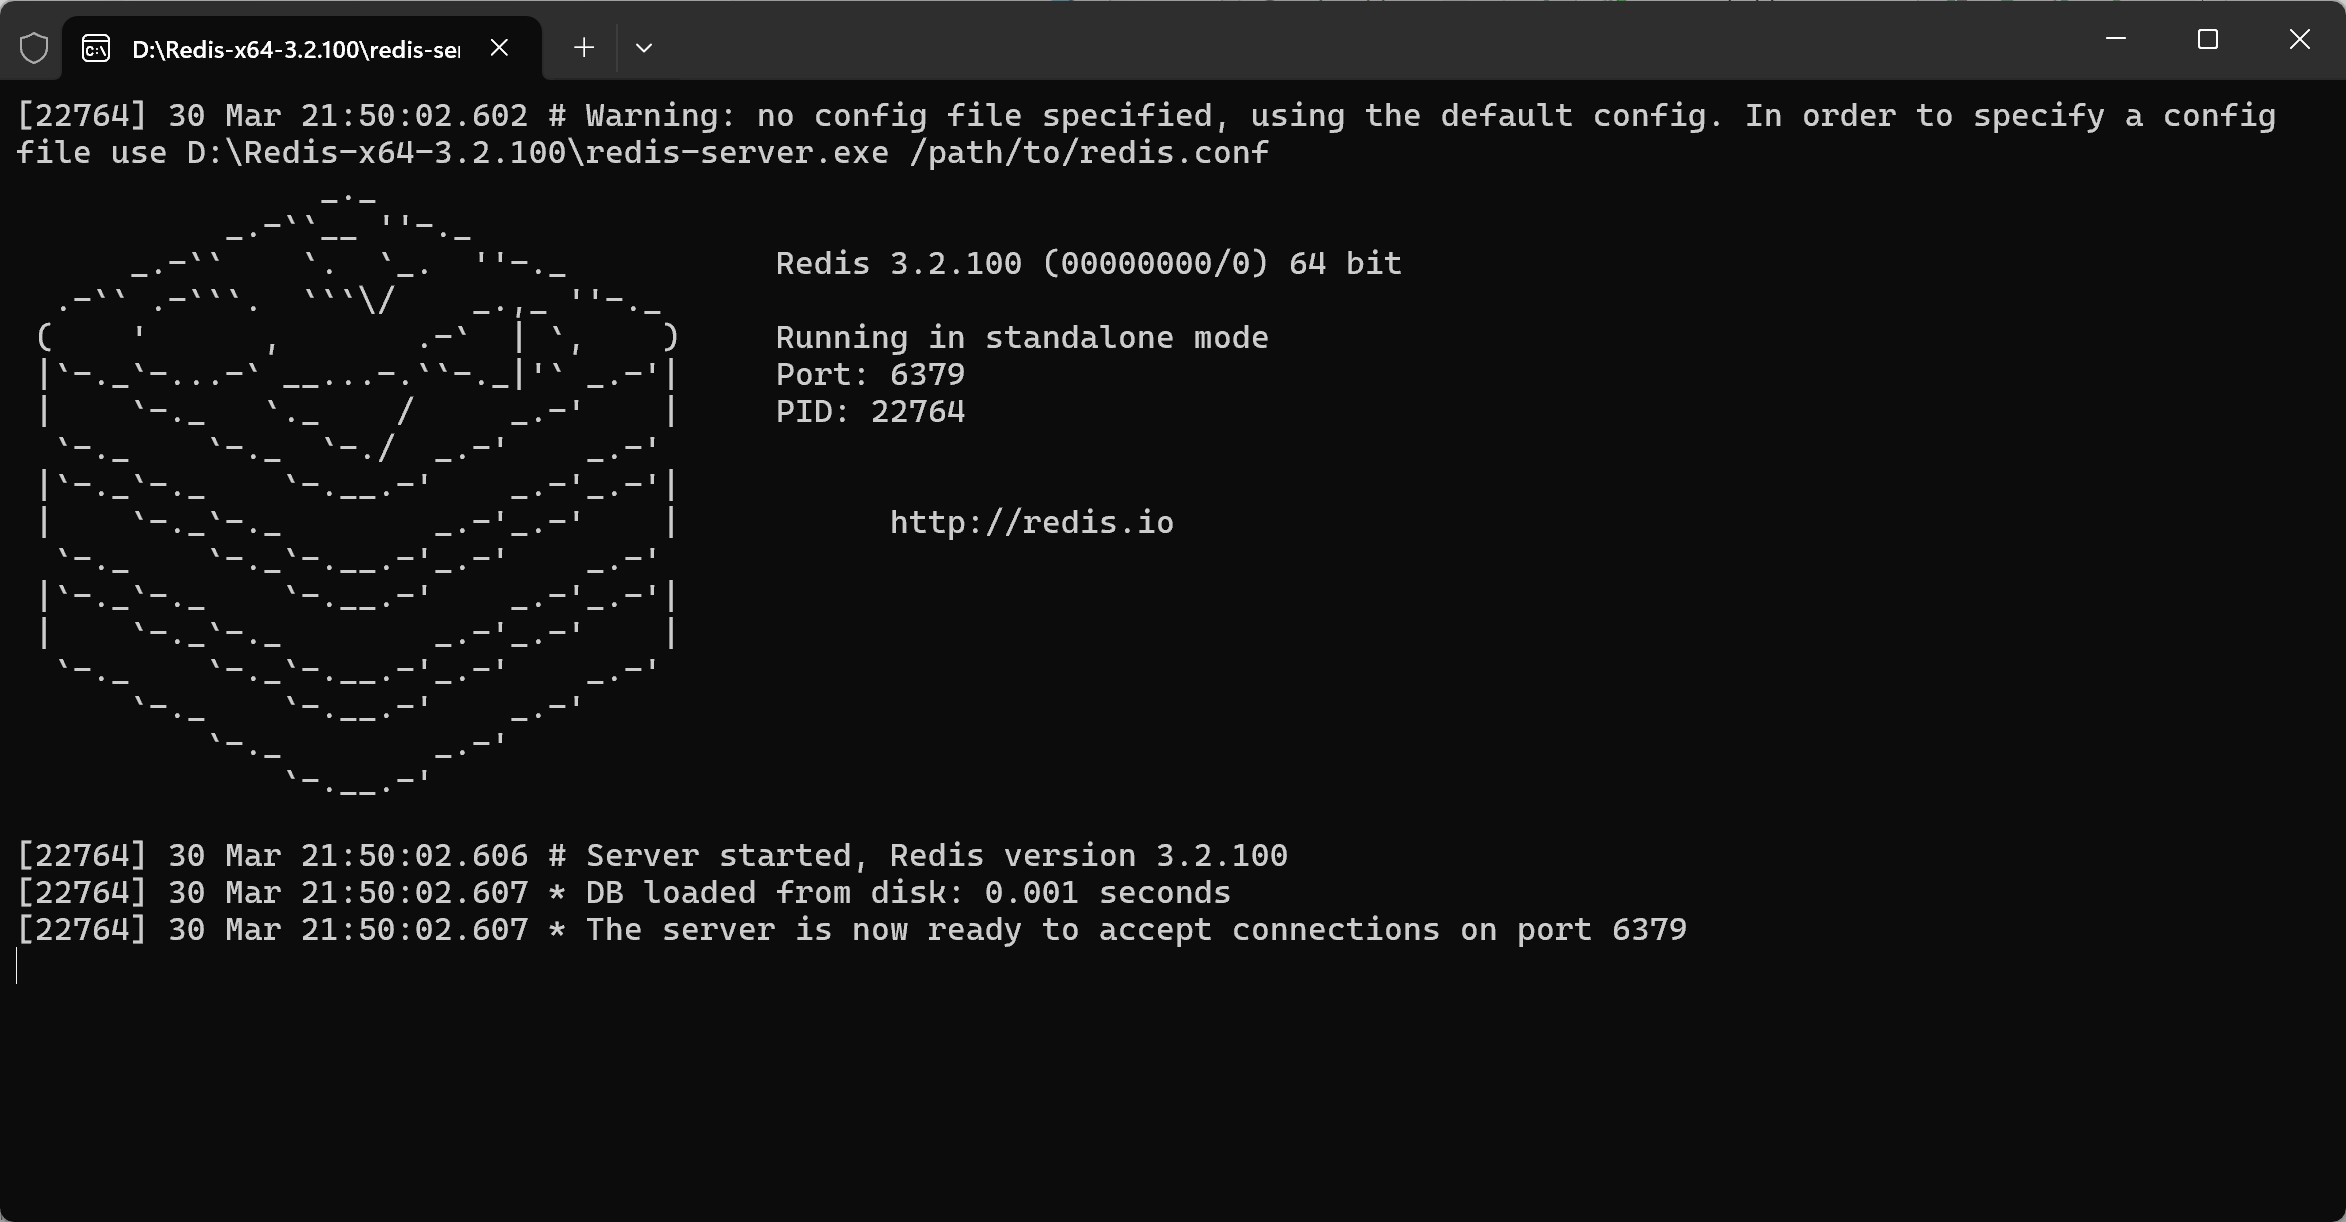 D:\Redis-x64-3.2.100\redis-se
[22764] 30 Mar 21:50:02.602 # Warning: no config file specified, using the default config. In order to specify a config
file use D:\Redis-x64-3.2.100\redis-server.exe /path/to/redis.conf
Redis 3.2.100 (00000000/0) 64 bit
Running in standalone mode
Port: 6379
PID: 22764
http://redis.io
[22764] 30 Mar 21:50:02.606 # Server started, Redis version 3.2.100
[22764] 30 Mar 21:50:02.607 * DB loaded from disk: 0.001 seconds
[22764] 30 Mar 21:50:02.607 * The server is now ready to accept connections on port 6379